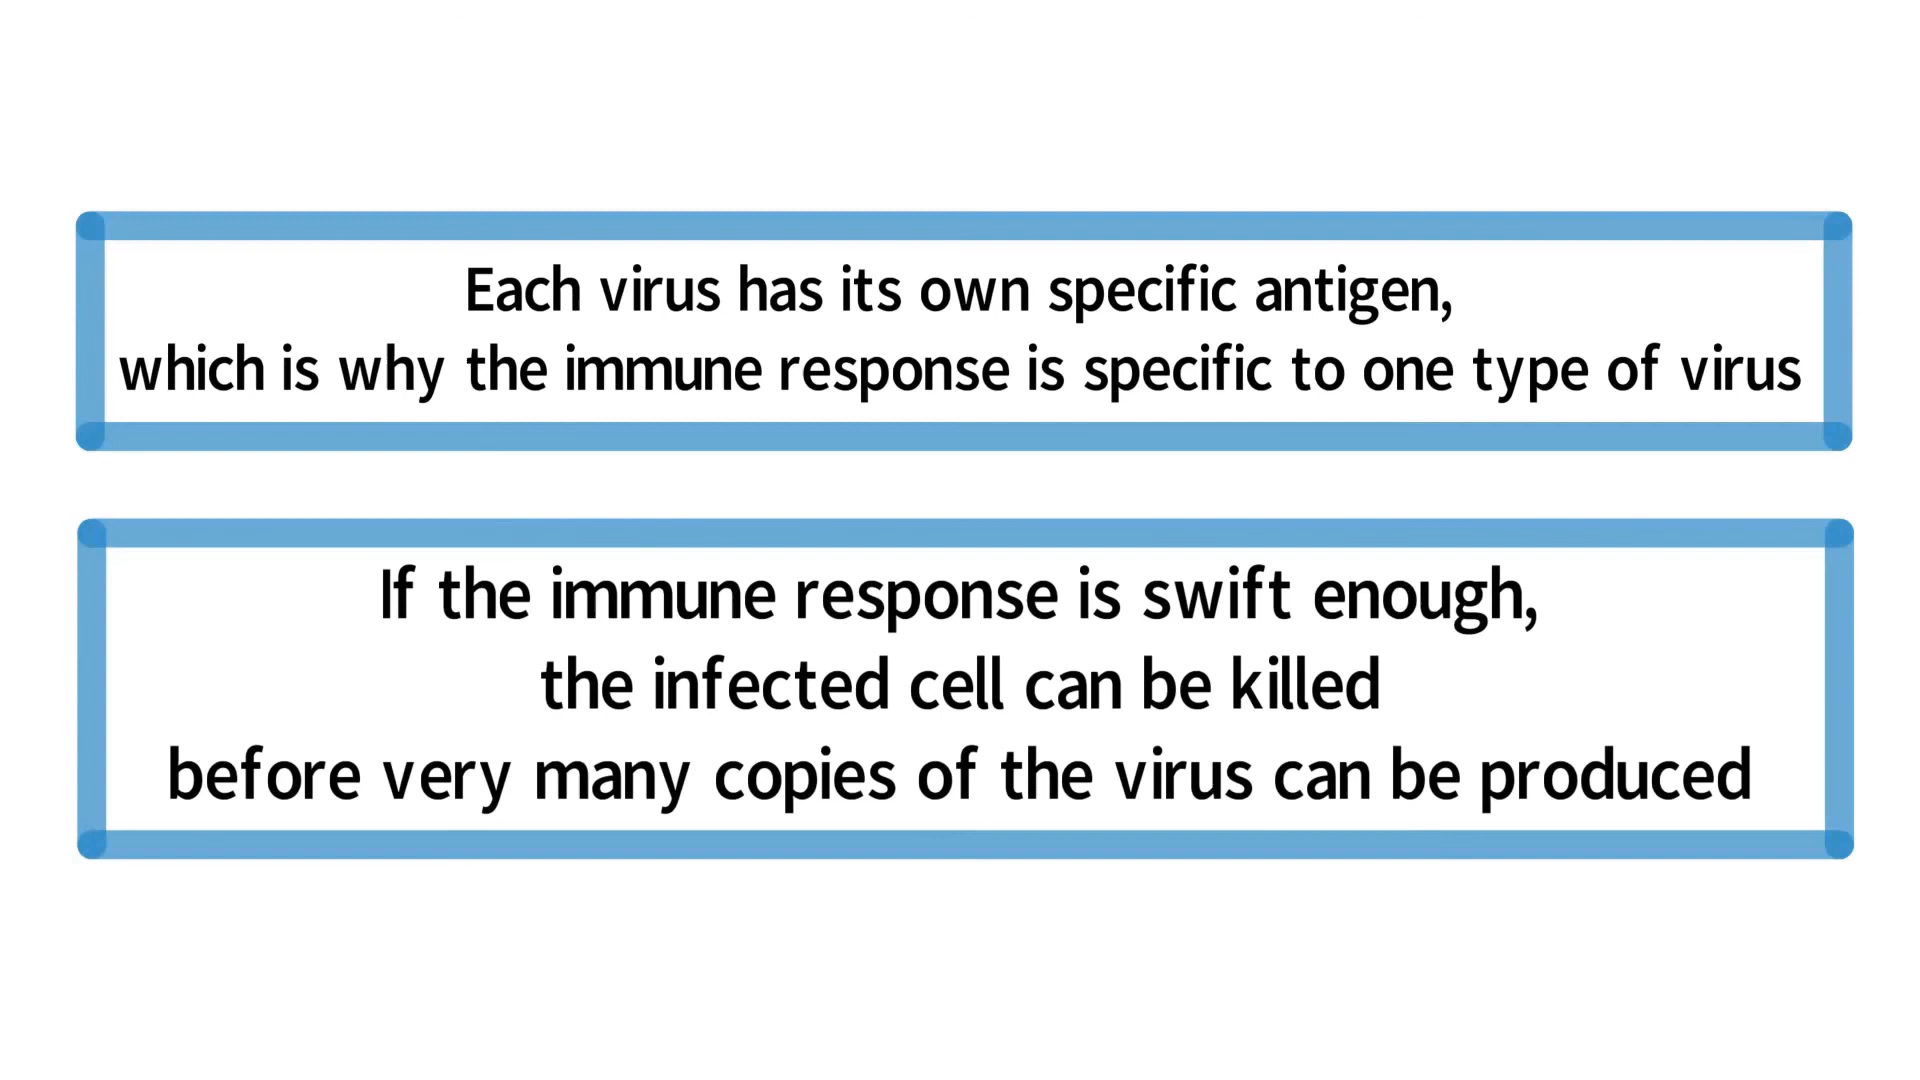 Each virus has its own specific antigen,
which is why the immune response is specific to one type of virus
If the immune response is swift enough,
the infected cell can be killed
before very many copies of the virus can be produced